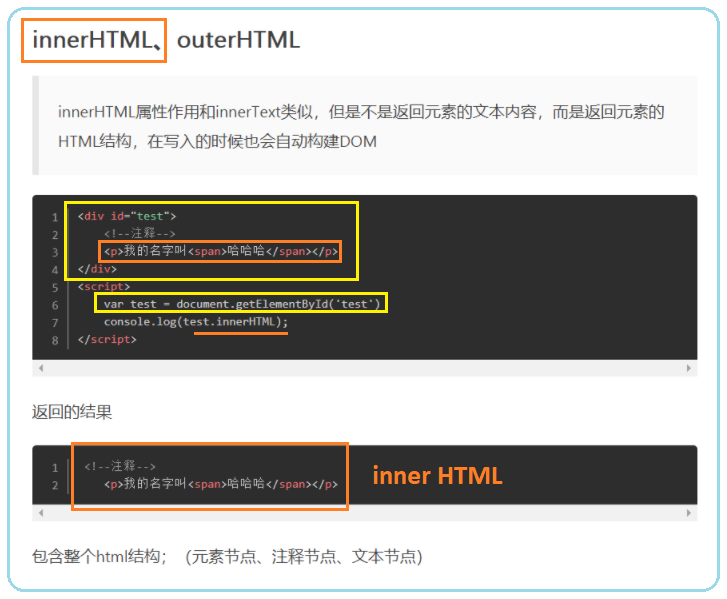 innerHTML、outerHTML
innerHTML属性作用和innerText类似，但是不是返回元素的文本内容，而是返回元素的
HTML结构，在写入的时候也会自动构建DOM
1 <div id="test">
2 <!--注释-->
3 <p>我的名字叫<span>哈哈哈</span></p>
4 </div>
5 <script>
6 var test = document.getElementById('test')
7 console.log(test.innerHTML);
8 </script>
返回的结果
1 <!--注释-->
2 <p>我的名字叫<span>哈哈哈</span></p>
inner HTML
包含整个html结构；（元素节点、注释节点、文本节点）